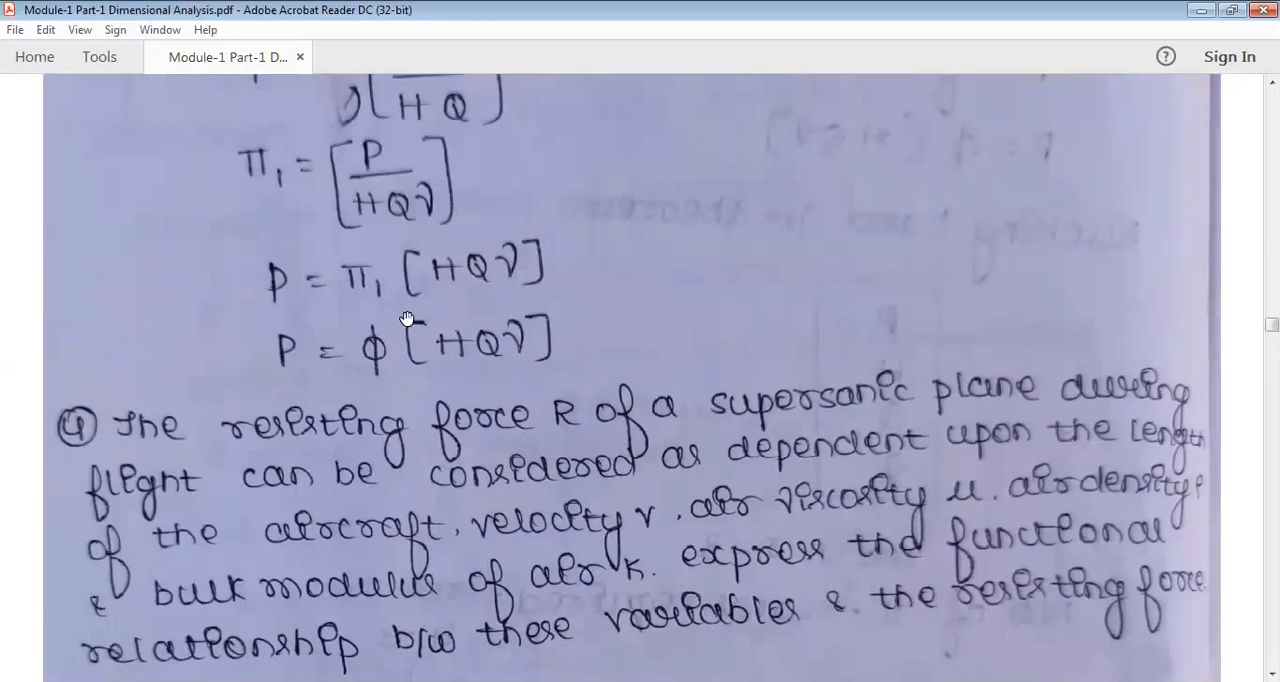 Module-1 Part-1 Dimensional Analysis.pdf - Adobe Acrobat Reader DC (32-bit)
File Edit View Sign Window Help
Home Tools Module-1 Part-1 D... × ? Sign In
[H Q]
π₁ = [P / HQγ]
P = π₁ [HQγ]
P = φ [HQγ]
④ The resisting force R of a supersanic plane during
flight can be considered as dependent upon the length
of the aircraft, velocity v, air viscosity μ, air density ρ
& bulk modulus of air K. express the functional
relationship b/w these variables & the resisting force